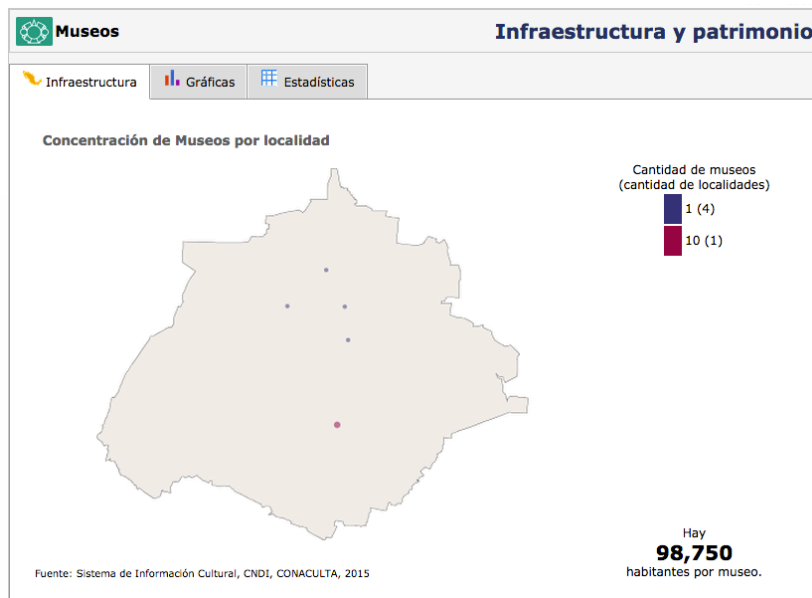 Museos
Infraestructura y patrimonio
Infraestructura
Gráficas
Estadísticas
Concentración de Museos por localidad
Cantidad de museos
(cantidad de localidades)
1 (4)
10 (1)
Hay
98,750
habitantes por museo.
Fuente: Sistema de Información Cultural, CNDI, CONACULTA, 2015